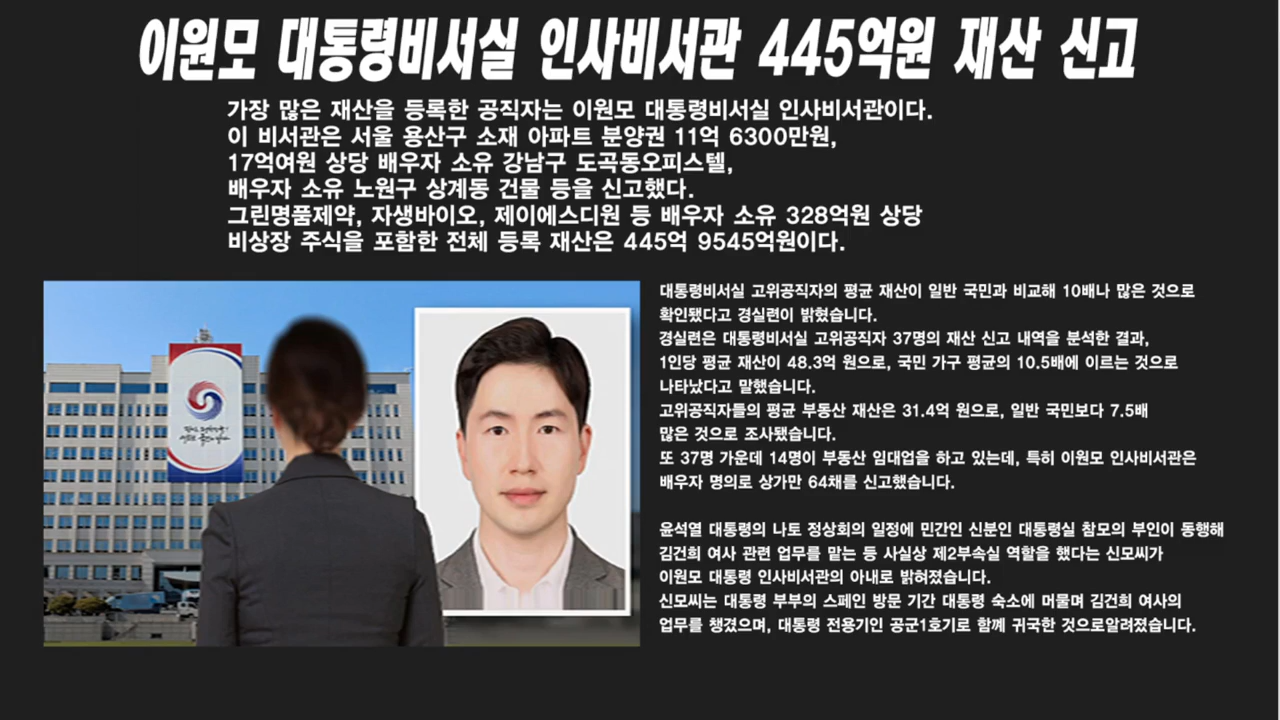 이원모 대통령비서실 인사비서관 445억원 재산 신고
가장 많은 재산을 등록한 공직자는 이원모 대통령비서실 인사비서관이다.
이 비서관은 서울 용산구 소재 아파트 분양권 11억 6300만원,
17억여원 상당 배우자 소유 강남구 도곡동오피스텔,
배우자 소유 노원구 상계동 건물 등을 신고했다.
그린명품제약, 자생바이오, 제이에스디원 등 배우자 소유 328억원 상당
비상장 주식을 포함한 전체 등록 재산은 445억 9545억원이다.
대통령비서실 고위공직자의 평균 재산이 일반 국민과 비교해 10배나 많은 것으로
확인됐다고 경실련이 밝혔습니다.
경실련은 대통령비서실 고위공직자 37명의 재산 신고 내역을 분석한 결과,
1인당 평균 재산이 48.3억 원으로, 국민 가구 평균의 10.5배에 이르는 것으로
나타났다고 말했습니다.
고위공직자들의 평균 부동산 재산은 31.4억 원으로, 일반 국민보다 7.5배
많은 것으로 조사됐습니다.
또 37명 가운데 14명이 부동산 임대업을 하고 있는데, 특히 이원모 인사비서관은
배우자 명의로 상가만 64채를 신고했습니다.
윤석열 대통령의 나토 정상회의 일정에 민간인 신분인 대통령실 참모의 부인이 동행해
김건희 여사 관련 업무를 맡는 등 사실상 제2부속실 역할을 했다는 신모씨가
이원모 대통령 인사비서관의 아내로 밝혀졌습니다.
신모씨는 대통령 부부의 스페인 방문 기간 대통령 숙소에 머물며 김건희 여사의
업무를 챙겼으며, 대통령 전용기인 공군1호기로 함께 귀국한 것으로알려졌습니다.